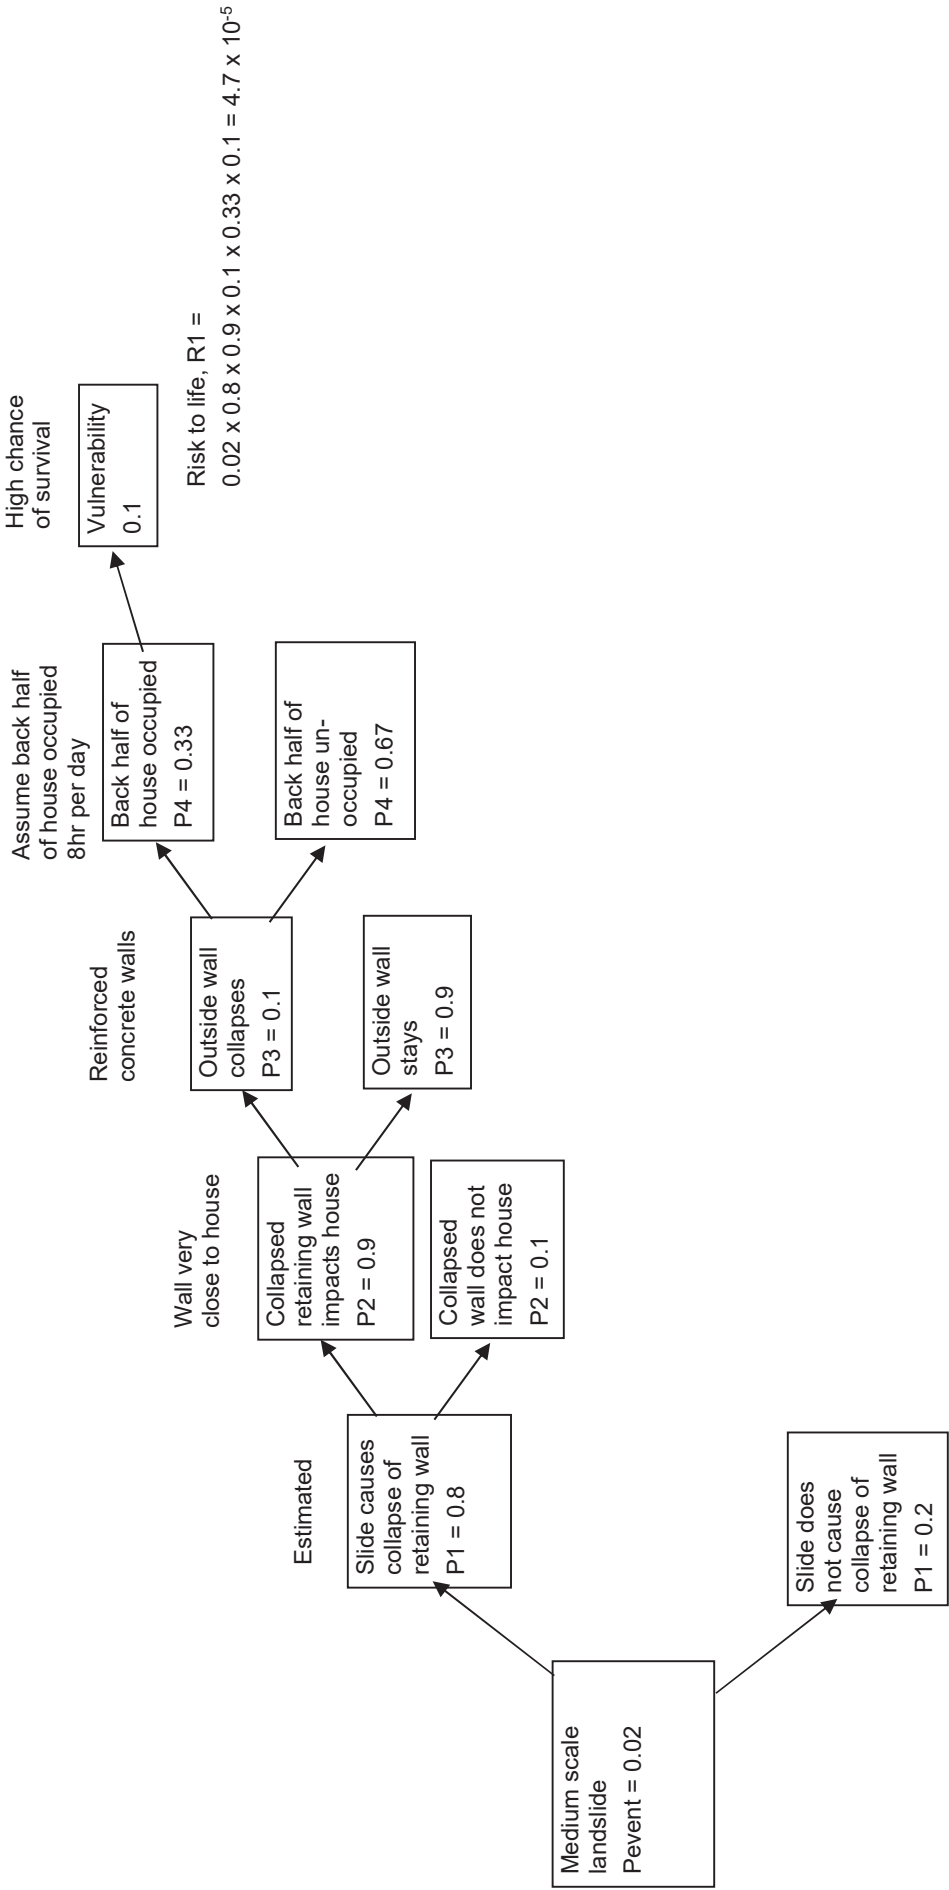 Medium scale
landslide
Pevent = 0.02
Estimated
Slide causes
collapse of
retaining wall
P1 = 0.8
Slide does
not cause
collapse of
retaining wall
P1 = 0.2
Wall very
close to house
Collapsed
retaining wall
impacts house
P2 = 0.9
Collapsed
wall does not
impact house
P2 = 0.1
Reinforced
concrete walls
Outside wall
collapses
P3 = 0.1
Outside wall
stays
P3 = 0.9
Assume back half
of house occupied
8hr per day
Back half of
house occupied
P4 = 0.33
Back half of
house un-
occupied
P4 = 0.67
High chance
of survival
Vulnerability
0.1
Risk to life, R1 =
0.02 x 0.8 x 0.9 x 0.1 x 0.33 x 0.1 = 4.7 x 10⁻⁵